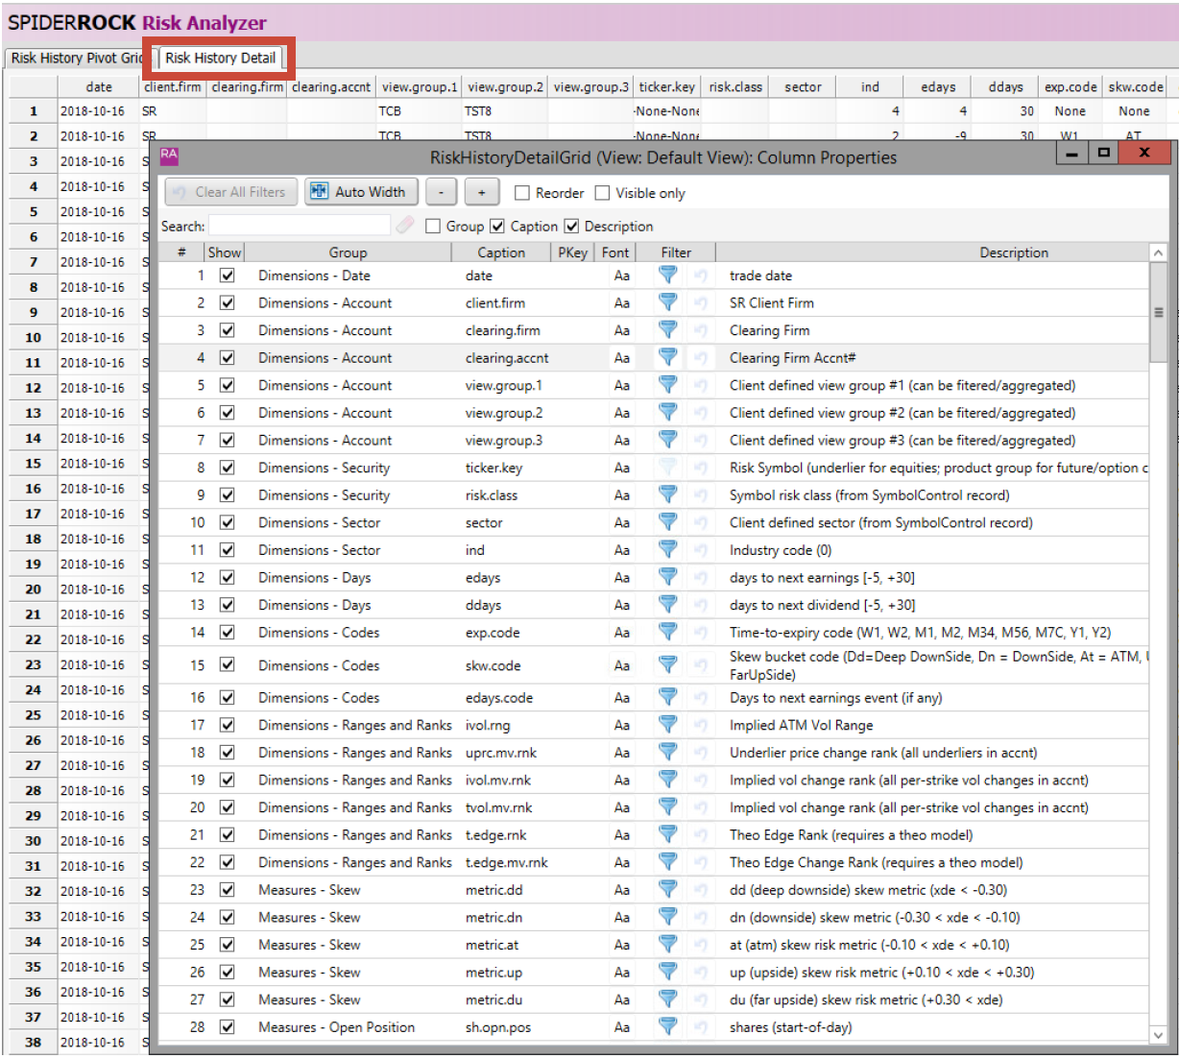 SPIDERROCK Risk Analyzer
Risk History Pivot Gric Risk History Detail
date client.firm clearing.firm clearing.accnt view.group.1 view.group.2 view.group.3 ticker.key risk.class sector ind edays ddays exp.code skw.code
1 2018-10-16 SR TCB TST8 -None-None 4 4 30 None None
2 2018-10-16 SR TCB TST8 -None-None 2 -9 30 W1 AT
3 2018-10-16 S
4 2018-10-16 S
5 2018-10-16 S
6 2018-10-16 S
7 2018-10-16 S
8 2018-10-16 S
9 2018-10-16 S
10 2018-10-16 S
11 2018-10-16 S
12 2018-10-16 S
13 2018-10-16 S
14 2018-10-16 S
15 2018-10-16 S
16 2018-10-16 S
17 2018-10-16 S
18 2018-10-16 S
19 2018-10-16 S
20 2018-10-16 S
21 2018-10-16 S
22 2018-10-16 S
23 2018-10-16 S
24 2018-10-16 S
25 2018-10-16 S
26 2018-10-16 S
27 2018-10-16 S
28 2018-10-16 S
29 2018-10-16 S
30 2018-10-16 S
31 2018-10-16 S
32 2018-10-16 S
33 2018-10-16 S
34 2018-10-16 S
35 2018-10-16 S
36 2018-10-16 S
37 2018-10-16 S
38 2018-10-16 S
RA RiskHistoryDetailGrid (View: Default View): Column Properties
Clear All Filters Auto Width - + Reorder Visible only
Search: Group Caption Description
# Show Group Caption PKey Font Filter Description
1 Dimensions - Date date Aa trade date
2 Dimensions - Account client.firm Aa SR Client Firm
3 Dimensions - Account clearing.firm Aa Clearing Firm
4 Dimensions - Account clearing.accnt Aa Clearing Firm Accnt#
5 Dimensions - Account view.group.1 Aa Client defined view group #1 (can be fitered/aggregated)
6 Dimensions - Account view.group.2 Aa Client defined view group #2 (can be fitered/aggregated)
7 Dimensions - Account view.group.3 Aa Client defined view group #3 (can be fitered/aggregated)
8 Dimensions - Security ticker.key Aa Risk Symbol (underlier for equities; product group for future/option c
9 Dimensions - Security risk.class Aa Symbol risk class (from SymbolControl record)
10 Dimensions - Sector sector Aa Client defined sector (from SymbolControl record)
11 Dimensions - Sector ind Aa Industry code (0)
12 Dimensions - Days edays Aa days to next earnings [-5, +30]
13 Dimensions - Days ddays Aa days to next dividend [-5, +30]
14 Dimensions - Codes exp.code Aa Time-to-expiry code (W1, W2, M1, M2, M34, M56, M7C, Y1, Y2)
15 Dimensions - Codes skw.code Aa Skew bucket code (Dd=Deep DownSide, Dn = DownSide, At = ATM,
FarUpSide)
16 Dimensions - Codes edays.code Aa Days to next earnings event (if any)
17 Dimensions - Ranges and Ranks ivol.rng Aa Implied ATM Vol Range
18 Dimensions - Ranges and Ranks uprc.mv.rnk Aa Underlier price change rank (all underliers in accnt)
19 Dimensions - Ranges and Ranks ivol.mv.rnk Aa Implied vol change rank (all per-strike vol changes in accnt)
20 Dimensions - Ranges and Ranks tvol.mv.rnk Aa Implied vol change rank (all per-strike vol changes in accnt)
21 Dimensions - Ranges and Ranks t.edge.rnk Aa Theo Edge Rank (requires a theo model)
22 Dimensions - Ranges and Ranks t.edge.mv.rnk Aa Theo Edge Change Rank (requires a theo model)
23 Measures - Skew metric.dd Aa dd (deep downside) skew metric (xde < -0.30)
24 Measures - Skew metric.dn Aa dn (downside) skew metric (-0.30 < xde < -0.10)
25 Measures - Skew metric.at Aa at (atm) skew risk metric (-0.10 < xde < +0.10)
26 Measures - Skew metric.up Aa up (upside) skew risk metric (+0.10 < xde < +0.30)
27 Measures - Skew metric.du Aa du (far upside) skew risk metric (+0.30 < xde)
28 Measures - Open Position sh.opn.pos Aa shares (start-of-day)